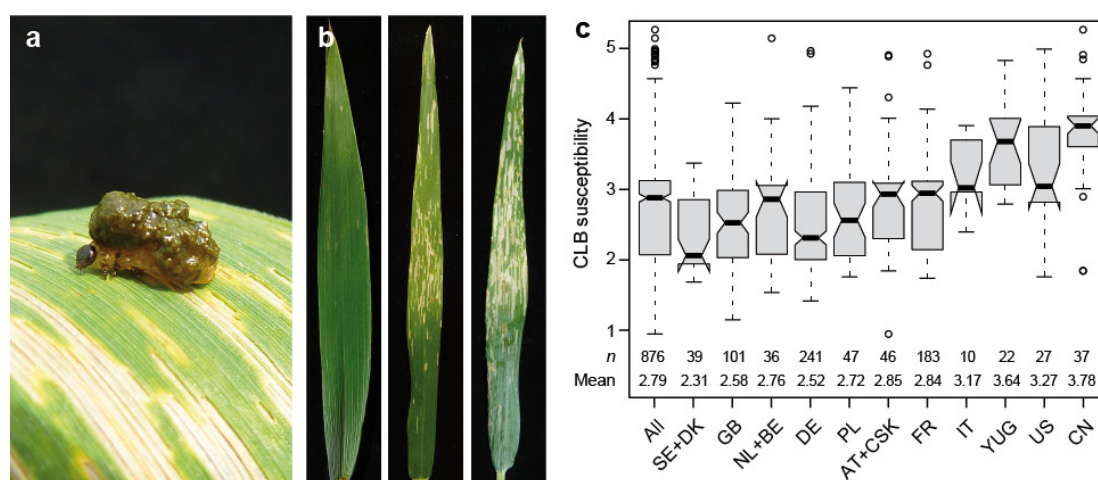 a
b
c
CLB susceptibility
5
4
3
2
1
n 876 39 101 36 241 47 46 183 10 22 27 37
Mean 2.79 2.31 2.58 2.76 2.52 2.72 2.85 2.84 3.17 3.64 3.27 3.78
All SE+DK GB NL+BE DE PL AT+CSK FR IT YUG US CN